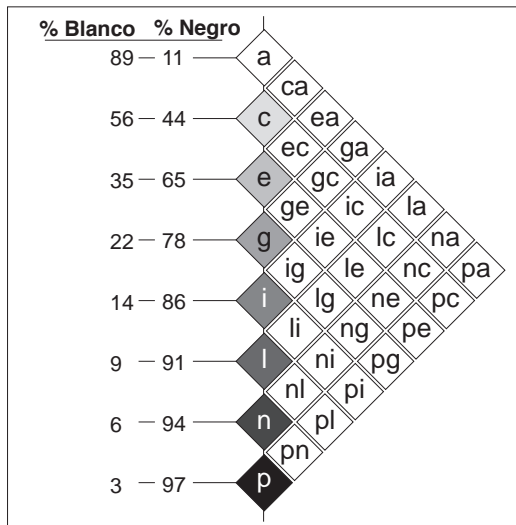 % Blanco % Negro
89 – 11 a
ca
56 – 44 c ea
ec ga
35 – 65 e gc ia
ge ic la
22 – 78 g ie lc na
ig le nc pa
14 – 86 i lg ne pc
li ng pe
9 – 91 l ni pg
nl pi
6 – 94 n pl
pn
3 – 97 p